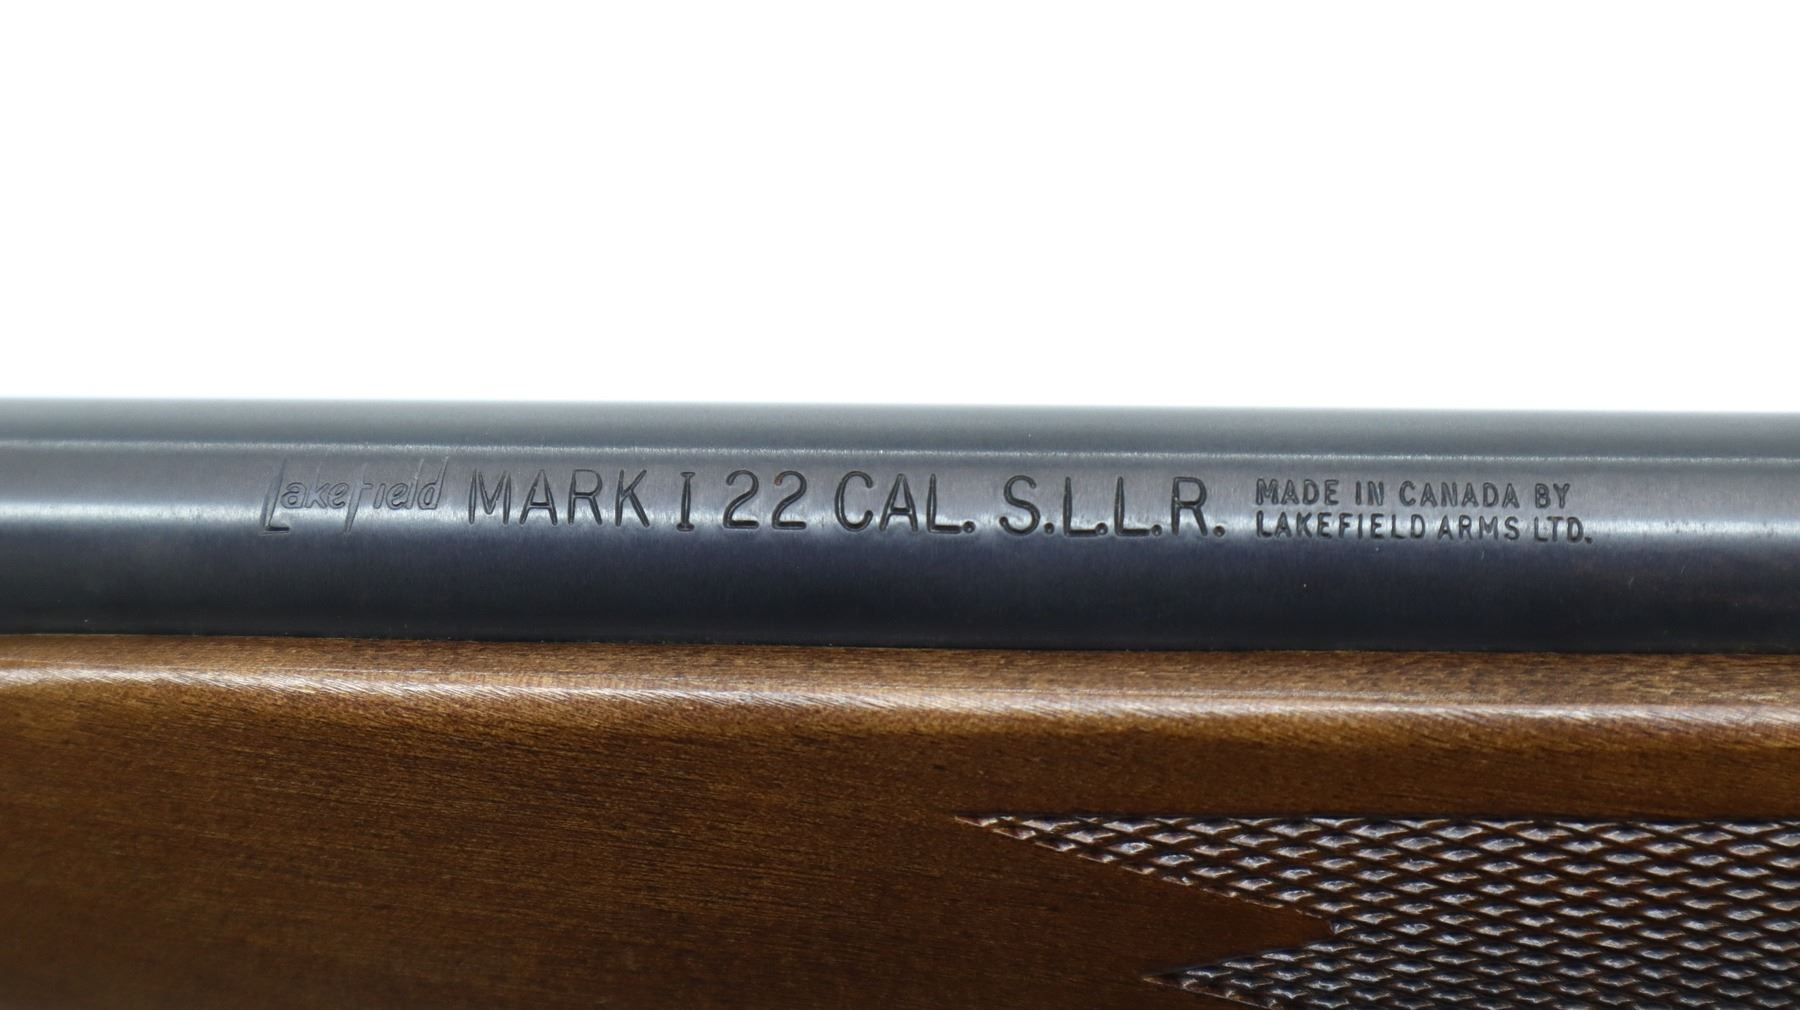 Lakefield MARK I 22 CAL. S.L.L.R.
MADE IN CANADA BY
LAKEFIELD ARMS LTD.